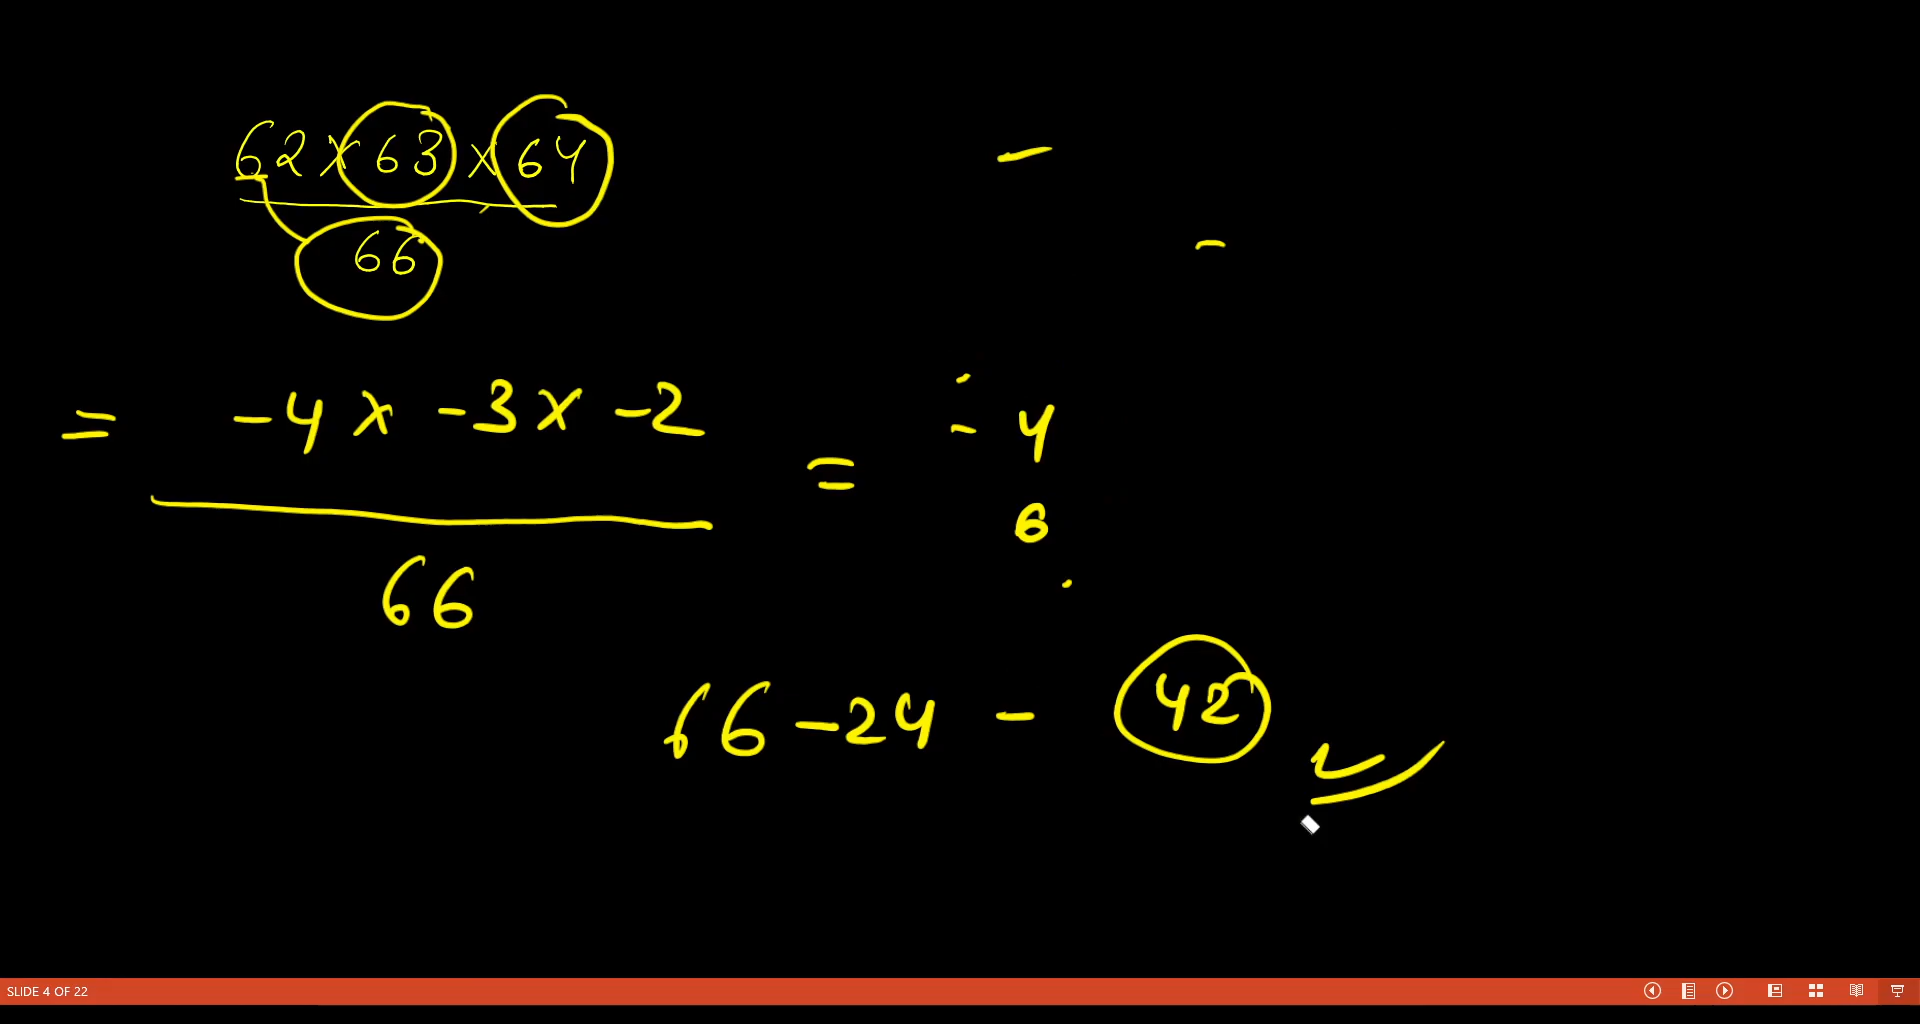 62 x 63 x 64
66
= -4 x -3 x -2
66
= - 4
6
66 - 24 - 42
SLIDE 4 OF 22